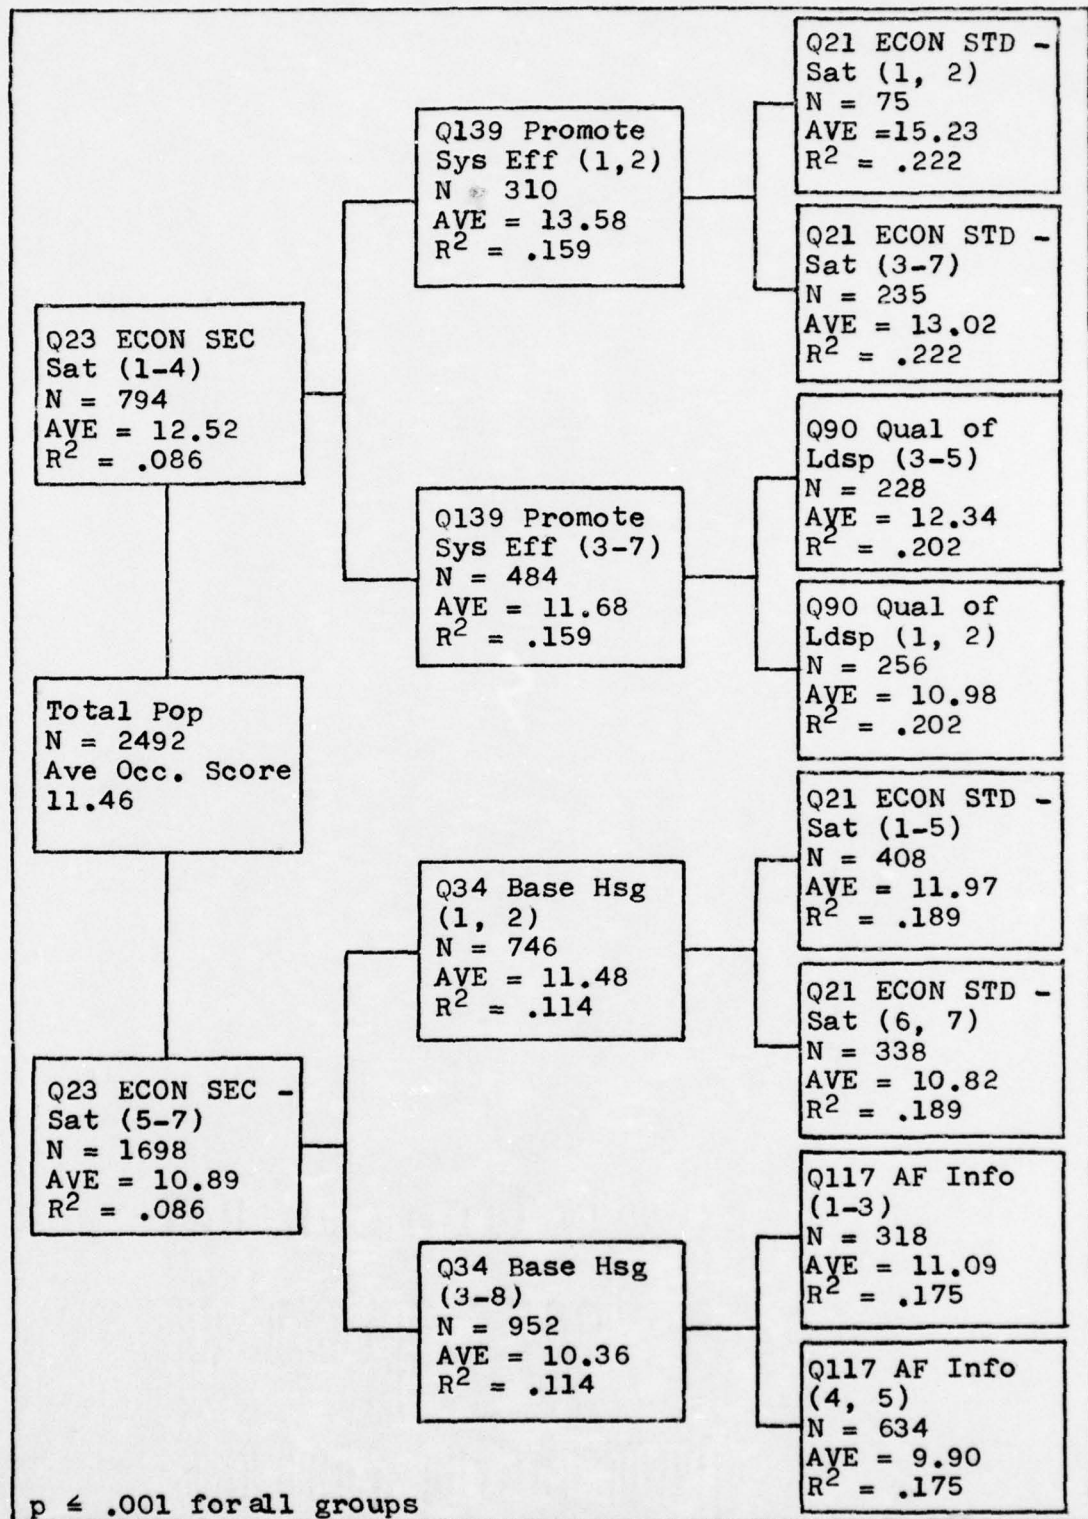 Q23 ECON SEC
Sat (1-4)
N = 794
AVE = 12.52
R² = .086
Total Pop
N = 2492
Ave Occ. Score
11.46
Q23 ECON SEC -
Sat (5-7)
N = 1698
AVE = 10.89
R² = .086
Q139 Promote
Sys Eff (1,2)
N = 310
AVE = 13.58
R² = .159
Q139 Promote
Sys Eff (3-7)
N = 484
AVE = 11.68
R² = .159
Q34 Base Hsg
(1, 2)
N = 746
AVE = 11.48
R² = .114
Q34 Base Hsg
(3-8)
N = 952
AVE = 10.36
R² = .114
Q21 ECON STD -
Sat (1, 2)
N = 75
AVE =15.23
R² = .222
Q21 ECON STD -
Sat (3-7)
N = 235
AVE = 13.02
R² = .222
Q90 Qual of
Ldsp (3-5)
N = 228
AVE = 12.34
R² = .202
Q90 Qual of
Ldsp (1, 2)
N = 256
AVE = 10.98
R² = .202
Q21 ECON STD -
Sat (1-5)
N = 408
AVE = 11.97
R² = .189
Q21 ECON STD -
Sat (6, 7)
N = 338
AVE = 10.82
R² = .189
Q117 AF Info
(1-3)
N = 318
AVE = 11.09
R² = .175
Q117 AF Info
(4, 5)
N = 634
AVE = 9.90
R² = .175
p ≤ .001 for all groups